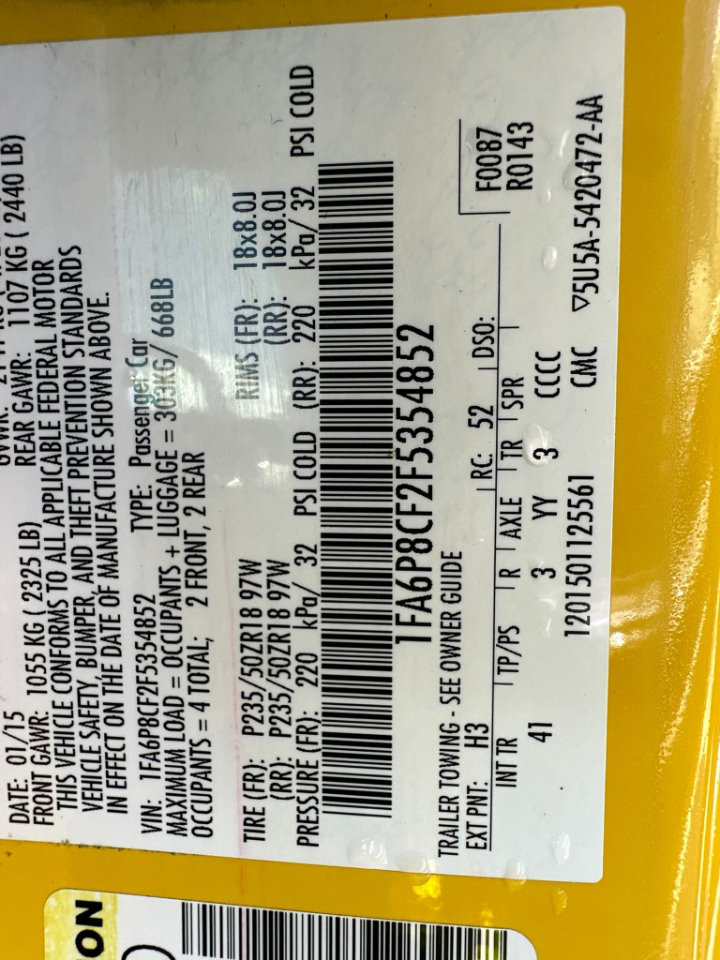 DATE: 01/15
FRONT GAWR: 1055 KG ( 2325 LB) REAR GAWR: 1107 KG ( 2440 LB)
THIS VEHICLE CONFORMS TO ALL APPLICABLE FEDERAL MOTOR
VEHICLE SAFETY, BUMPER, AND THEFT PREVENTION STANDARDS
IN EFFECT ON THE DATE OF MANUFACTURE SHOWN ABOVE.
VIN: 1FA6P8CF2F5354852 TYPE: Passenger Car
MAXIMUM LOAD = OCCUPANTS + LUGGAGE = 303KG/ 668LB
OCCUPANTS = 4 TOTAL; 2 FRONT, 2 REAR
TIRE (FR): P235/50ZR18 97W RIMS (FR): 18x8.0J
(RR): P235/50ZR18 97W (RR): 18x8.0J
PRESSURE (FR): 220 kPa/ 32 PSI COLD (RR): 220 kPa/ 32 PSI COLD
1FA6P8CF2F5354852
TRAILER TOWING - SEE OWNER GUIDE
F0087
R0143
EXT PNT: H3 RC: 52 DSO:
INT TR TP/PS R AXLE TR SPR
41 3 YY 3 CCCC
1201501125561 CMC ▽5U5A-5420472-AA
ON